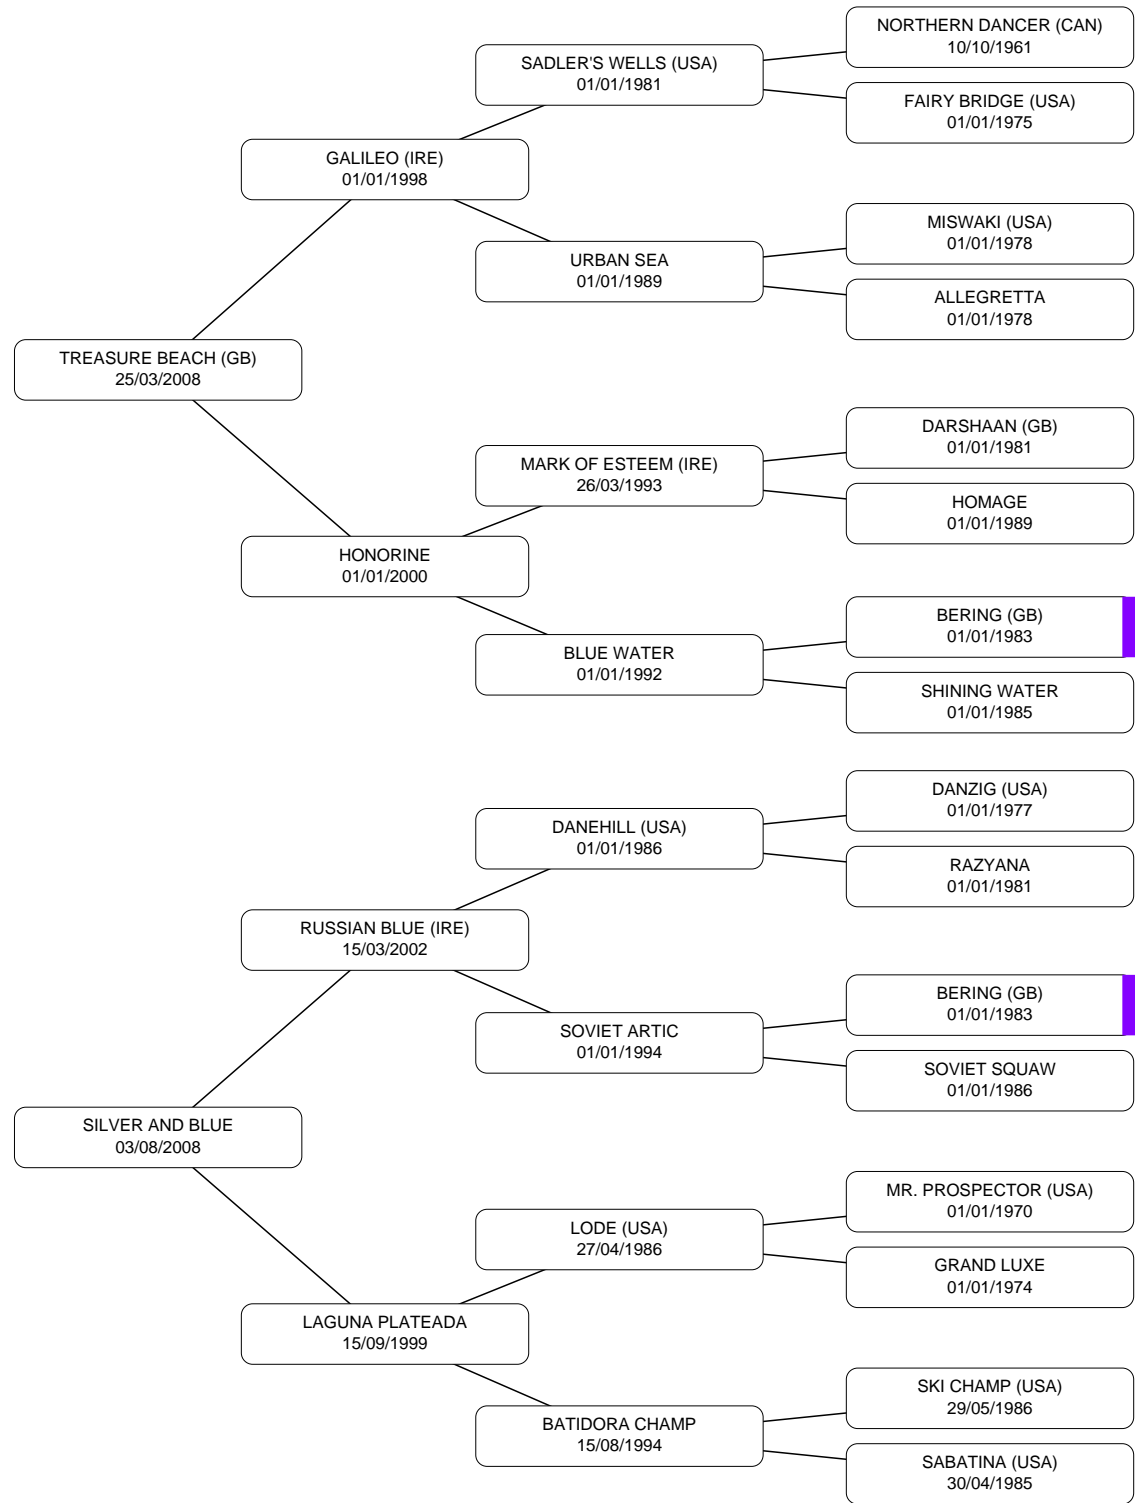 NORTHERN DANCER (CAN)
10/10/1961
SADLER'S WELLS (USA)
01/01/1981
FAIRY BRIDGE (USA)
01/01/1975
GALILEO (IRE)
01/01/1998
MISWAKI (USA)
01/01/1978
URBAN SEA
01/01/1989
ALLEGRETTA
01/01/1978
TREASURE BEACH (GB)
25/03/2008
DARSHAAN (GB)
01/01/1981
MARK OF ESTEEM (IRE)
26/03/1993
HOMAGE
01/01/1989
HONORINE
01/01/2000
BERING (GB)
01/01/1983
BLUE WATER
01/01/1992
SHINING WATER
01/01/1985
DANZIG (USA)
01/01/1977
DANEHILL (USA)
01/01/1986
RAZYANA
01/01/1981
RUSSIAN BLUE (IRE)
15/03/2002
BERING (GB)
01/01/1983
SOVIET ARTIC
01/01/1994
SOVIET SQUAW
01/01/1986
SILVER AND BLUE
03/08/2008
MR. PROSPECTOR (USA)
01/01/1970
LODE (USA)
27/04/1986
GRAND LUXE
01/01/1974
LAGUNA PLATEADA
15/09/1999
SKI CHAMP (USA)
29/05/1986
BATIDORA CHAMP
15/08/1994
SABATINA (USA)
30/04/1985